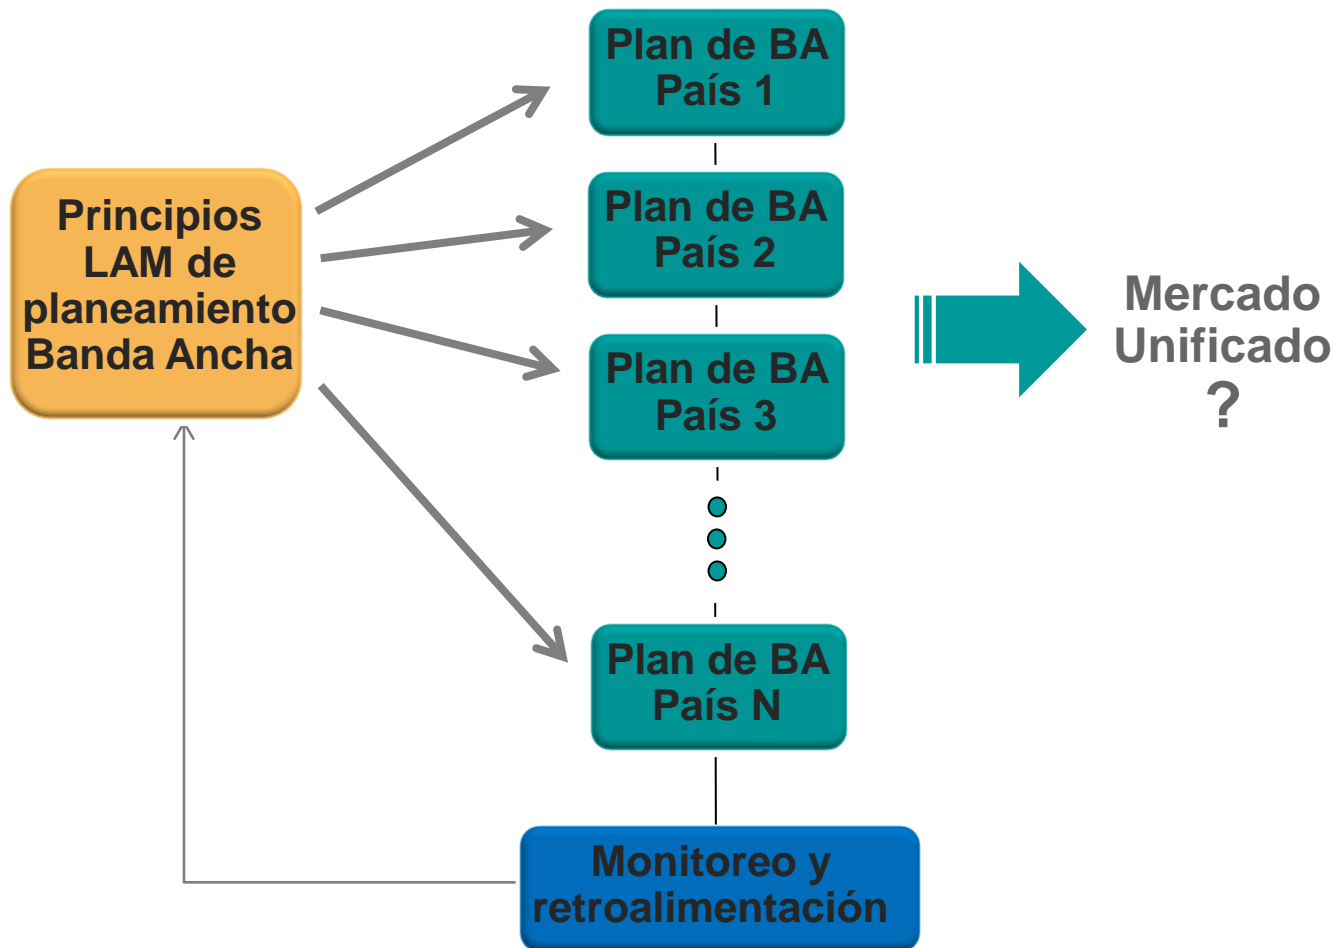 Principios
LAM de
planeamiento
Banda Ancha
Plan de BA
País 1
Plan de BA
País 2
Plan de BA
País 3
Plan de BA
País N
Monitoreo y
retroalimentación
Mercado
Unificado
?